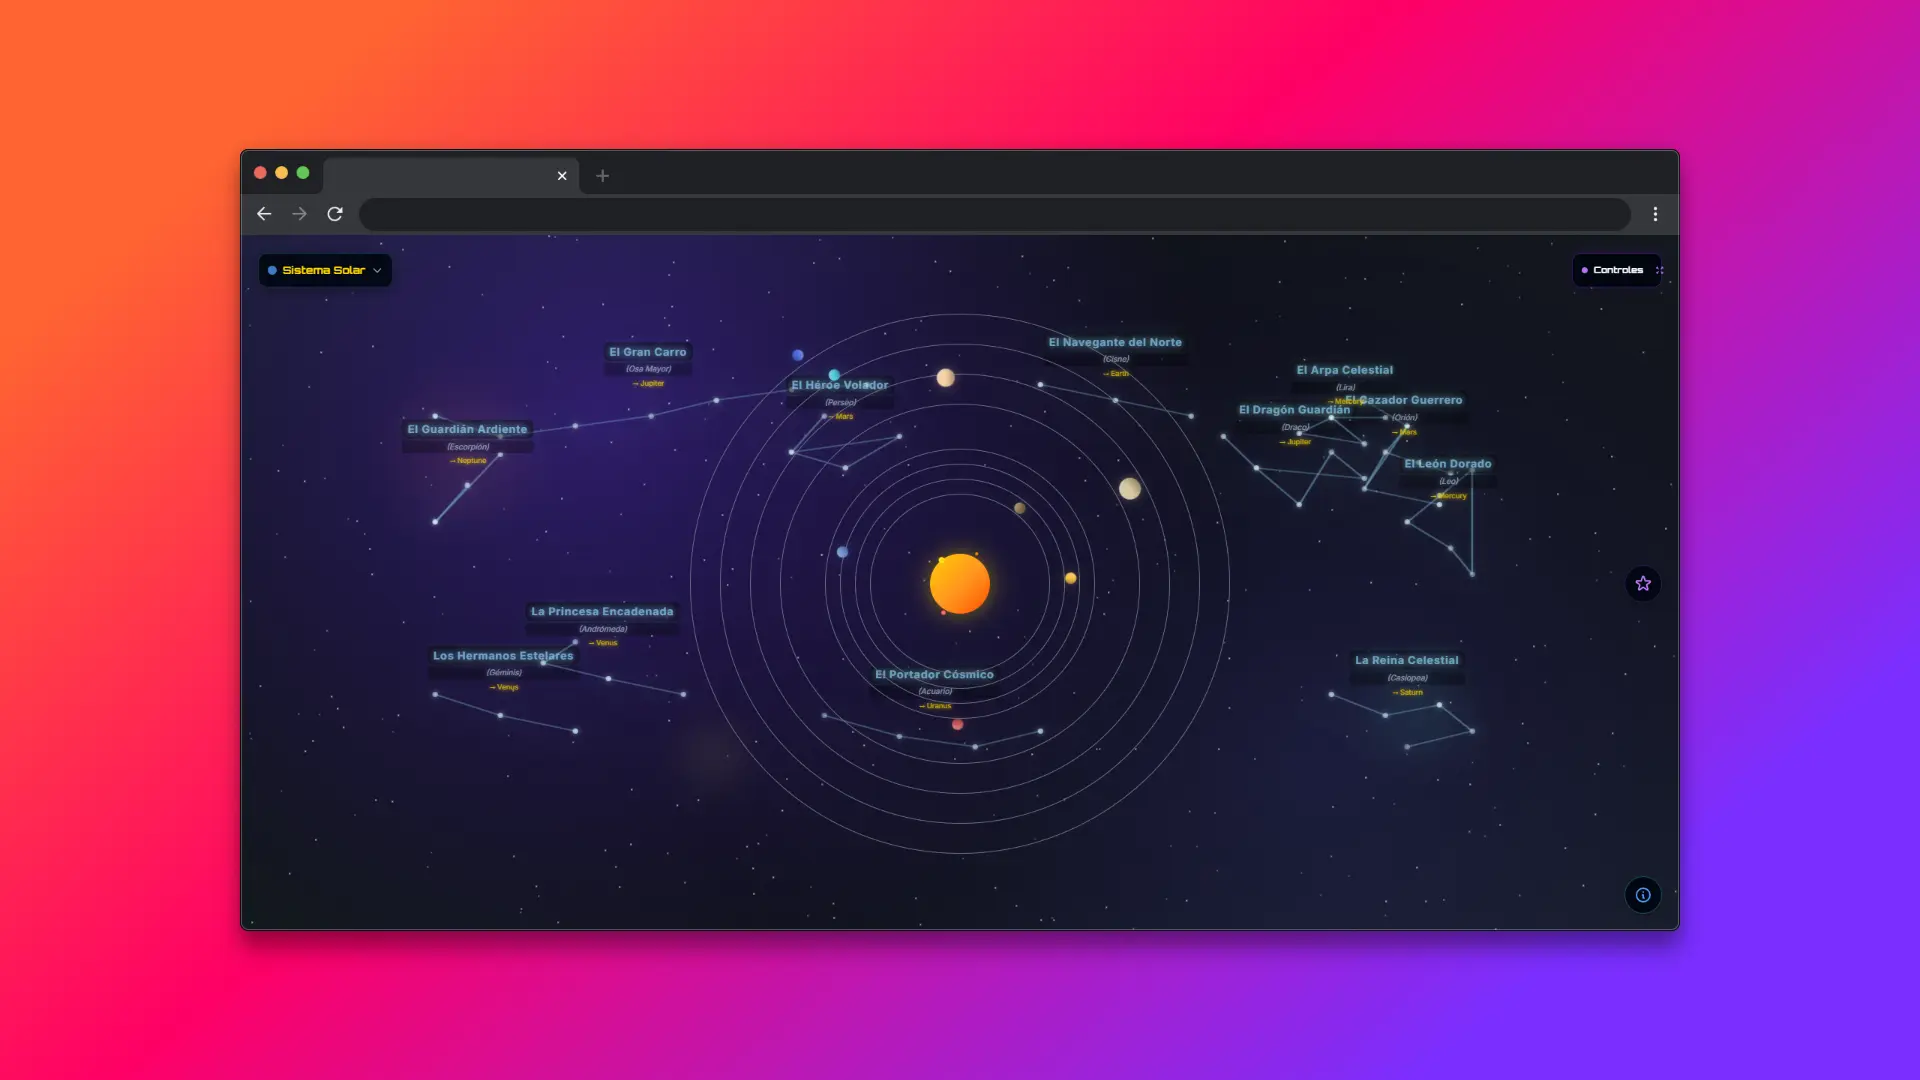 Sistema Solar
Controles
El Navegante del Norte
(Cisne)
→ Earth
El Gran Carro
(Osa Mayor)
→ Jupiter
El Arpa Celestial
(Lira)
→ Mercury
El Héroe Volador
(Perseo)
→ Mars
El Cazador Guerrero
(Orión)
→ Mars
El Dragón Guardián
(Draco)
→ Jupiter
El Guardián Ardiente
(Escorpión)
→ Neptune
El León Dorado
(Leo)
→ Mercury
La Princesa Encadenada
(Andrómeda)
→ Venus
Los Hermanos Estelares
(Géminis)
→ Venus
La Reina Celestial
(Casiopea)
→ Saturn
El Portador Cósmico
(Acuario)
→ Uranus